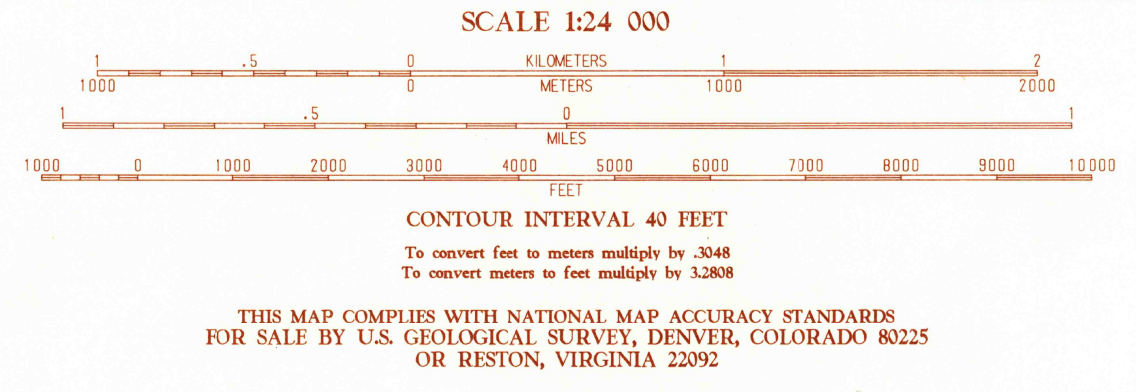 SCALE 1:24 000
1 .5 0 KILOMETERS 1 2
1000 0 METERS 1000 2000
1 .5 0 1
MILES
1000 0 1000 2000 3000 4000 5000 6000 7000 8000 9000 10000
FEET
CONTOUR INTERVAL 40 FEET
To convert feet to meters multiply by .3048
To convert meters to feet multiply by 3.2808
THIS MAP COMPLIES WITH NATIONAL MAP ACCURACY STANDARDS
FOR SALE BY U.S. GEOLOGICAL SURVEY, DENVER, COLORADO 80225
OR RESTON, VIRGINIA 22092